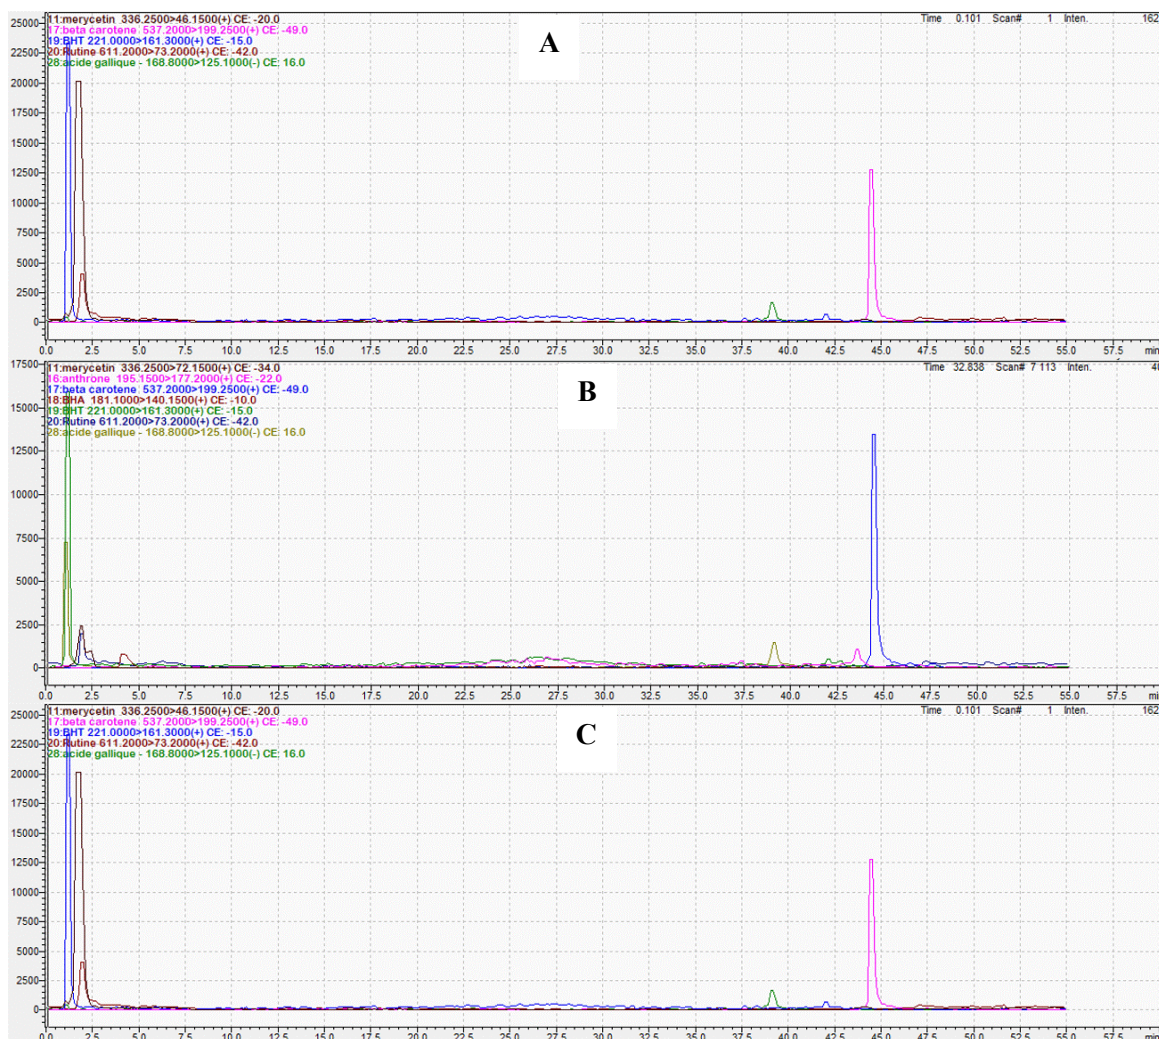 11:merycetin 336.2500>46.1500(+) CE: -20.0
Time 0.101 Scan# 1 Inten. 162
17:beta carotene 537.2000>199.2500(+) CE: -49.0
19:BHT 221.0000>161.3000(+) CE: -15.0
20:Rutine 611.2000>73.2000(+) CE: -42.0
28:acide gallique - 168.8000>125.1000(-) CE: 16.0
A
25000
22500
20000
17500
15000
12500
10000
7500
5000
2500
0
0.0 2.5 5.0 7.5 10.0 12.5 15.0 17.5 20.0 22.5 25.0 27.5 30.0 32.5 35.0 37.5 40.0 42.5 45.0 47.5 50.0 52.5 55.0 57.5 min
11:merycetin 336.2500>72.1500(+) CE: -34.0
Time 32.838 Scan# 7 113 Inten.
16:anthrone 195.1500>177.2000(+) CE: -22.0
17:beta carotene 537.2000>199.2500(+) CE: -49.0
18:BHA 181.1000>140.1500(+) CE: -10.0
19:BHT 221.0000>161.3000(+) CE: -15.0
20:Rutine 611.2000>73.2000(+) CE: -42.0
28:acide gallique - 168.8000>125.1000(-) CE: 16.0
B
17500
15000
12500
10000
7500
5000
2500
0
0.0 2.5 5.0 7.5 10.0 12.5 15.0 17.5 20.0 22.5 25.0 27.5 30.0 32.5 35.0 37.5 40.0 42.5 45.0 47.5 50.0 52.5 55.0 57.5
11:merycetin 336.2500>46.1500(+) CE: -20.0
Time 0.101 Scan# 1 Inten. 162
17:beta carotene 537.2000>199.2500(+) CE: -49.0
19:BHT 221.0000>161.3000(+) CE: -15.0
20:Rutine 611.2000>73.2000(+) CE: -42.0
28:acide gallique - 168.8000>125.1000(-) CE: 16.0
C
25000
22500
20000
17500
15000
12500
10000
7500
5000
2500
0
0.0 2.5 5.0 7.5 10.0 12.5 15.0 17.5 20.0 22.5 25.0 27.5 30.0 32.5 35.0 37.5 40.0 42.5 45.0 47.5 50.0 52.5 55.0 57.5 min